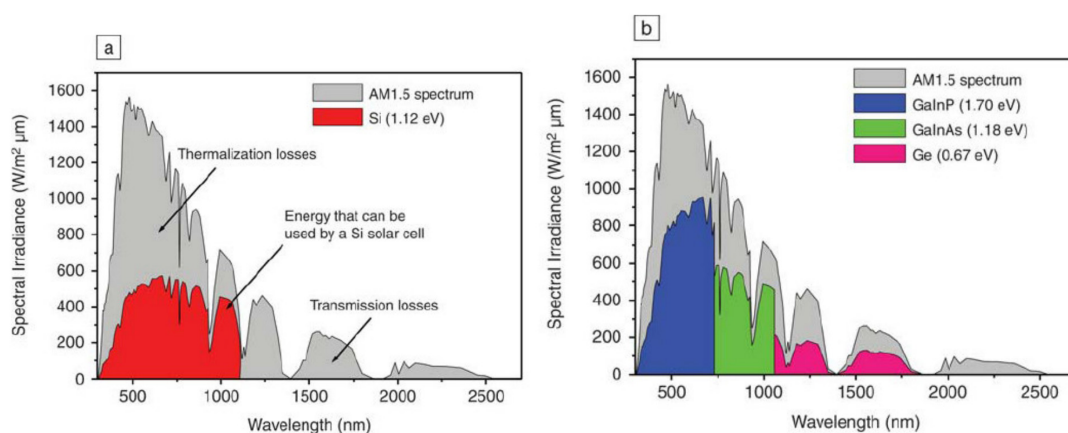 a
Spectral Irradiance (W/m² μm)
1600
1400
1200
1000
800
600
400
200
0
AM1.5 spectrum
Si (1.12 eV)
Thermalization losses
Energy that can be
used by a Si solar cell
Transmission losses
500
1000
1500
2000
2500
Wavelength (nm)
b
Spectral Irradiance (W/m² μm)
1600
1400
1200
1000
800
600
400
200
0
AM1.5 spectrum
GaInP (1.70 eV)
GaInAs (1.18 eV)
Ge (0.67 eV)
500
1000
1500
2000
2500
Wavelength (nm)